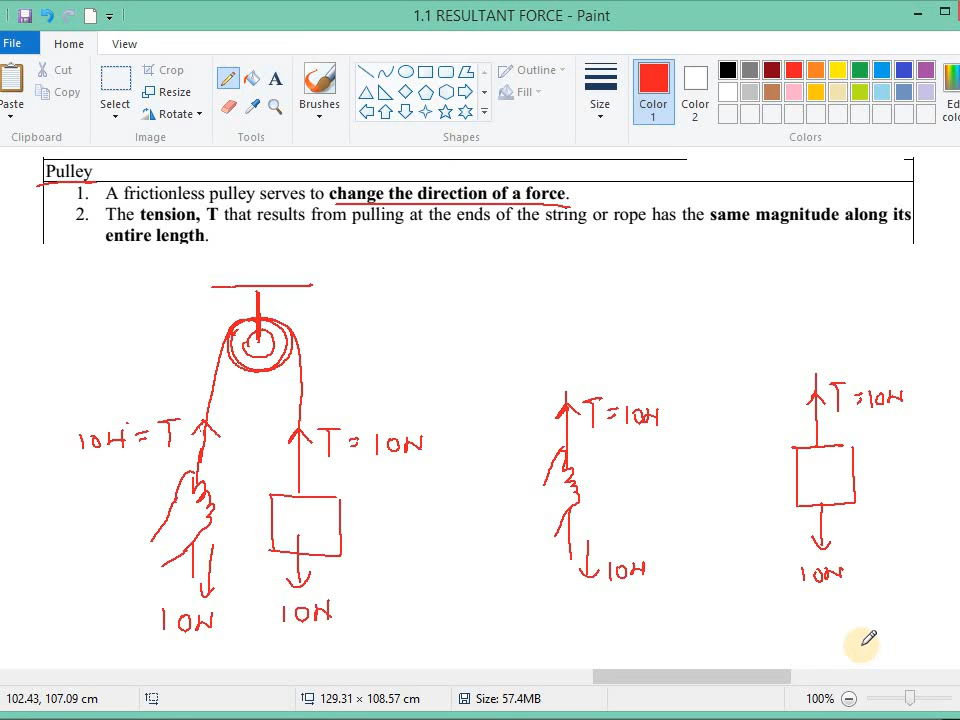 1.1 RESULTANT FORCE - Paint
File
Home
View
Paste
Cut
Copy
Clipboard
Select
Crop
Resize
Rotate
Image
A
Tools
Brushes
Shapes
Outline
Fill
Size
Color
1
Color
2
Colors
Pulley
1. A frictionless pulley serves to change the direction of a force.
2. The tension, T that results from pulling at the ends of the string or rope has the same magnitude along its
entire length.
10N = T
T = 10N
10N
10N
T = 10N
10N
T = 10N
10N
102.43, 107.09 cm
129.31 × 108.57 cm
Size: 57.4MB
100%